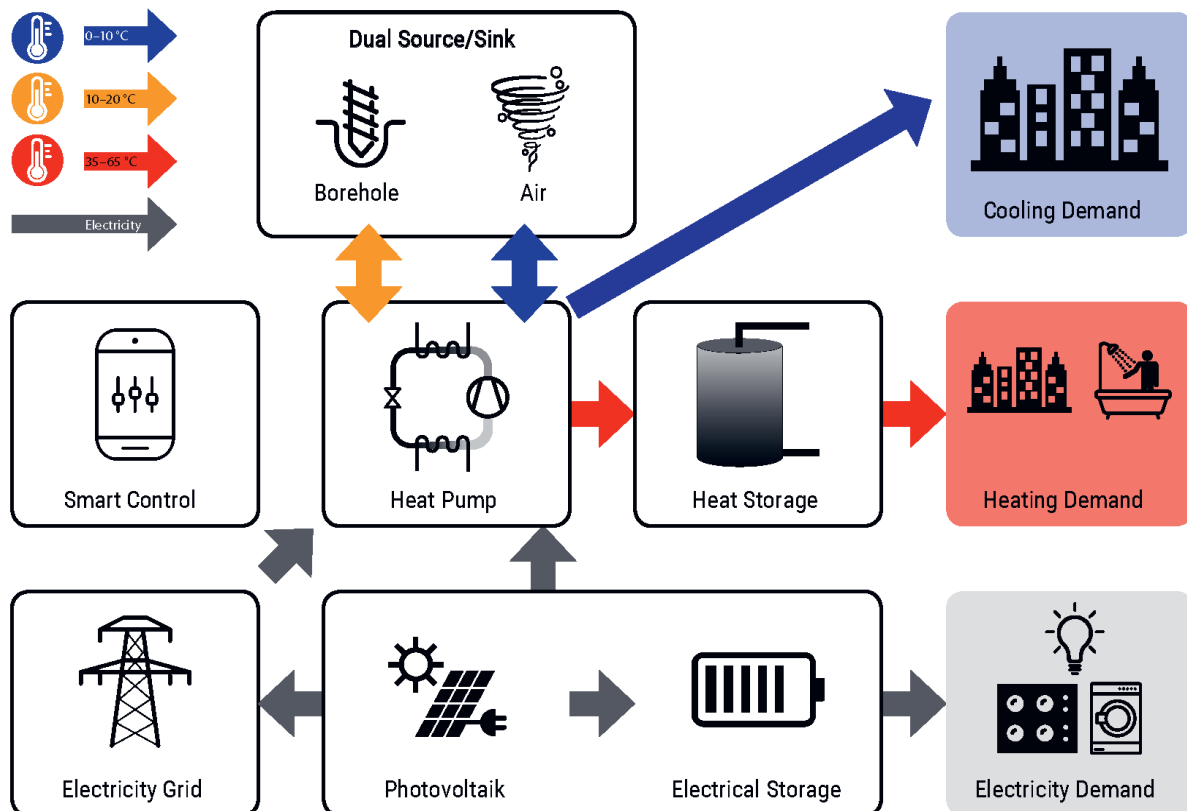 0–10 °C
10–20 °C
35–65 °C
Electricity
Dual Source/Sink
Borehole
Air
Cooling Demand
Smart Control
Heat Pump
Heat Storage
Heating Demand
Electricity Grid
Photovoltaik
Electrical Storage
Electricity Demand